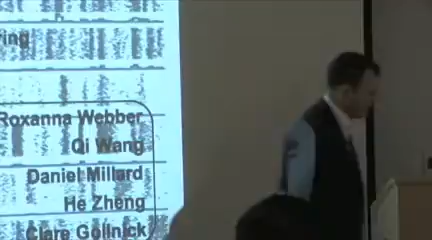 ring
Roxanna Webber
Qi Wang
Daniel Millard
He Zheng
Clare Gollnick